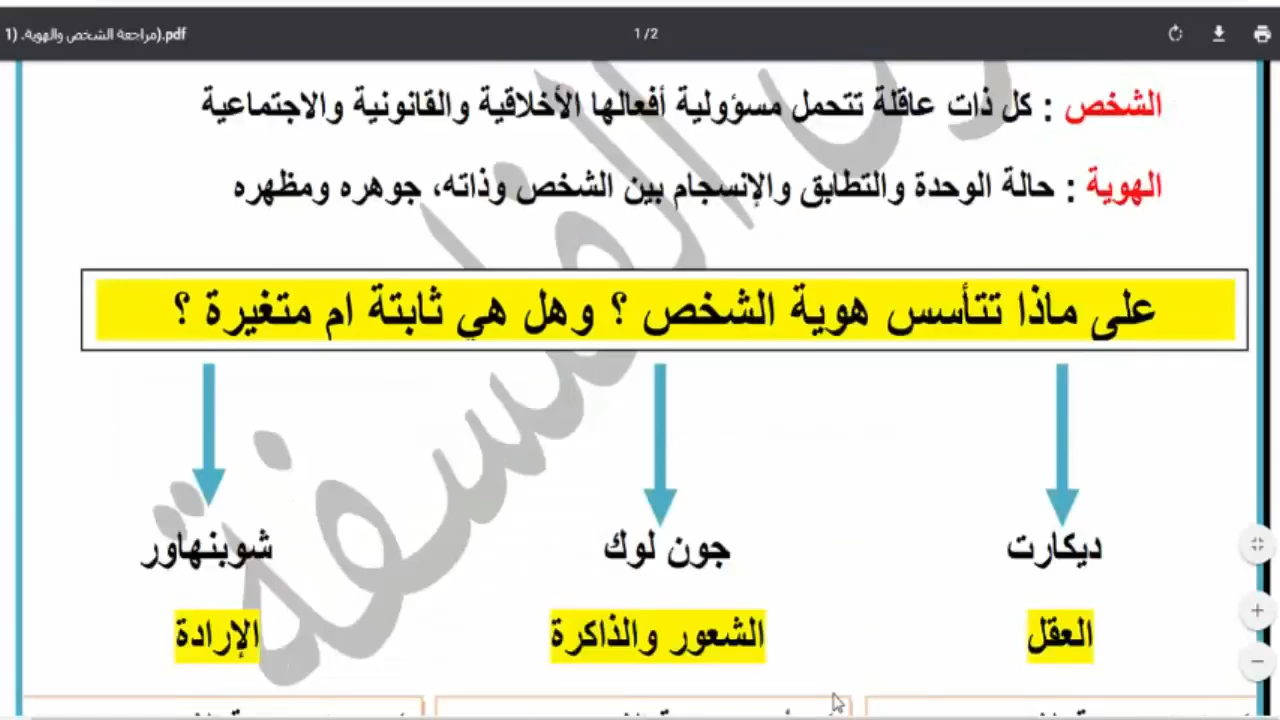 مراجعة الشخص والهوية. (1).pdf
1 / 2
الشخص : كل ذات عاقلة تتحمل مسؤولية أفعالها الأخلاقية والقانونية والاجتماعية
الهوية : حالة الوحدة والتطابق والإنسجام بين الشخص وذاته، جوهره ومظهره
على ماذا تتأسس هوية الشخص ؟ وهل هي ثابتة ام متغيرة ؟
ديكارت جون لوك شوبنهاور
العقل الشعور والذاكرة الإرادة